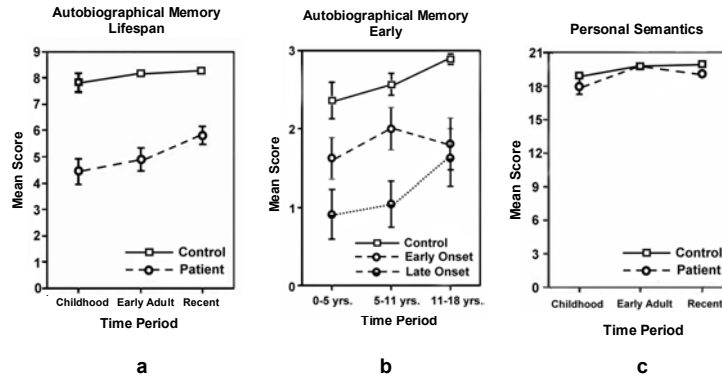 Autobiographical Memory
Lifespan
9
8
7
6
5
4
3
2
1
0
Mean Score
Control
Patient
Childhood Early Adult Recent
Time Period
a
Autobiographical Memory
Early
3
2
1
0
Mean Score
Control
Early Onset
Late Onset
0-5 yrs. 5-11 yrs. 11-18 yrs.
Time Period
b
Personal Semantics
21
18
15
12
9
6
3
0
Mean Score
Control
Patient
Childhood Early Adult Recent
Time Period
c